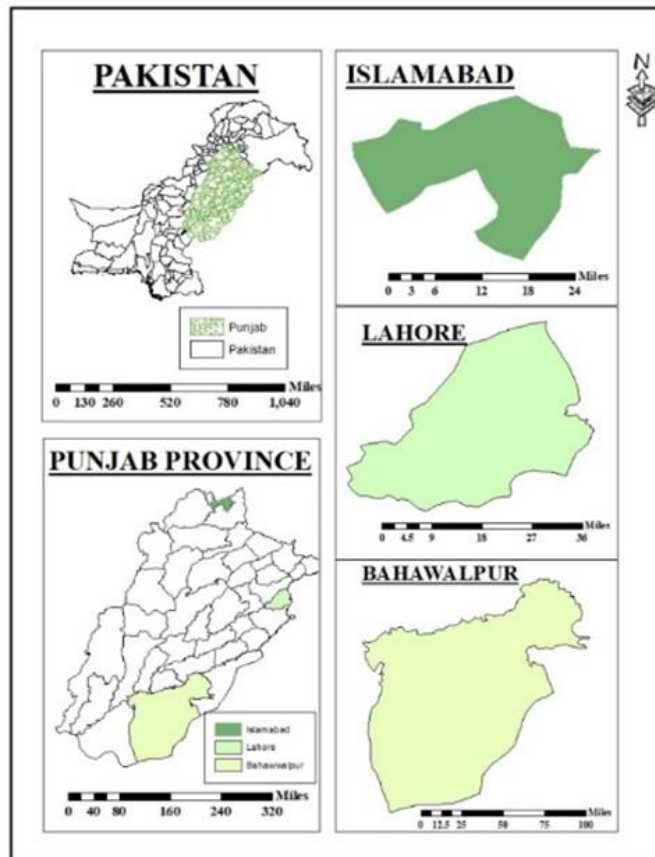 PAKISTAN
Punjab
Pakistan
Miles
0 130 260 520 780 1,040
ISLAMABAD
N
Miles
0 3 6 12 18 24
LAHORE
Miles
0 4.5 9 18 27 36
PUNJAB PROVINCE
Islamabad
Lahore
Bahawwalpur
Miles
0 40 80 160 240 320
BAHAWALPUR
Miles
0 12.5 25 50 75 100